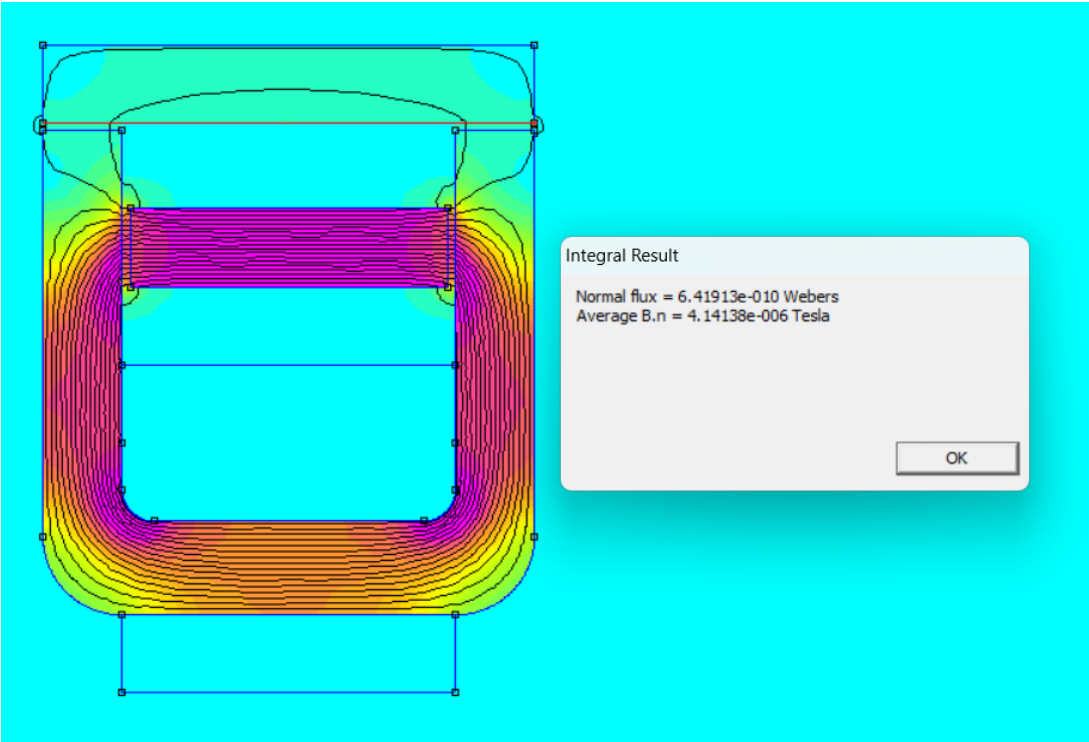 Integral Result
Normal flux = 6.41913e-010 Webers
Average B.n = 4.14138e-006 Tesla
OK